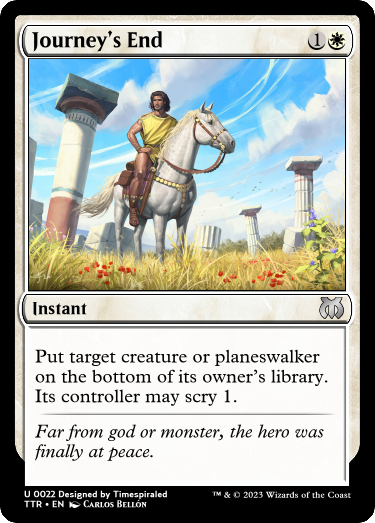 Journey's End
1
Instant
Put target creature or planeswalker
on the bottom of its owner's library.
Its controller may scry 1.
Far from god or monster, the hero was
finally at peace.
U 0022 Designed by Timespiraled
TTR • EN Carlos Bellón
™ & © 2023 Wizards of the Coast